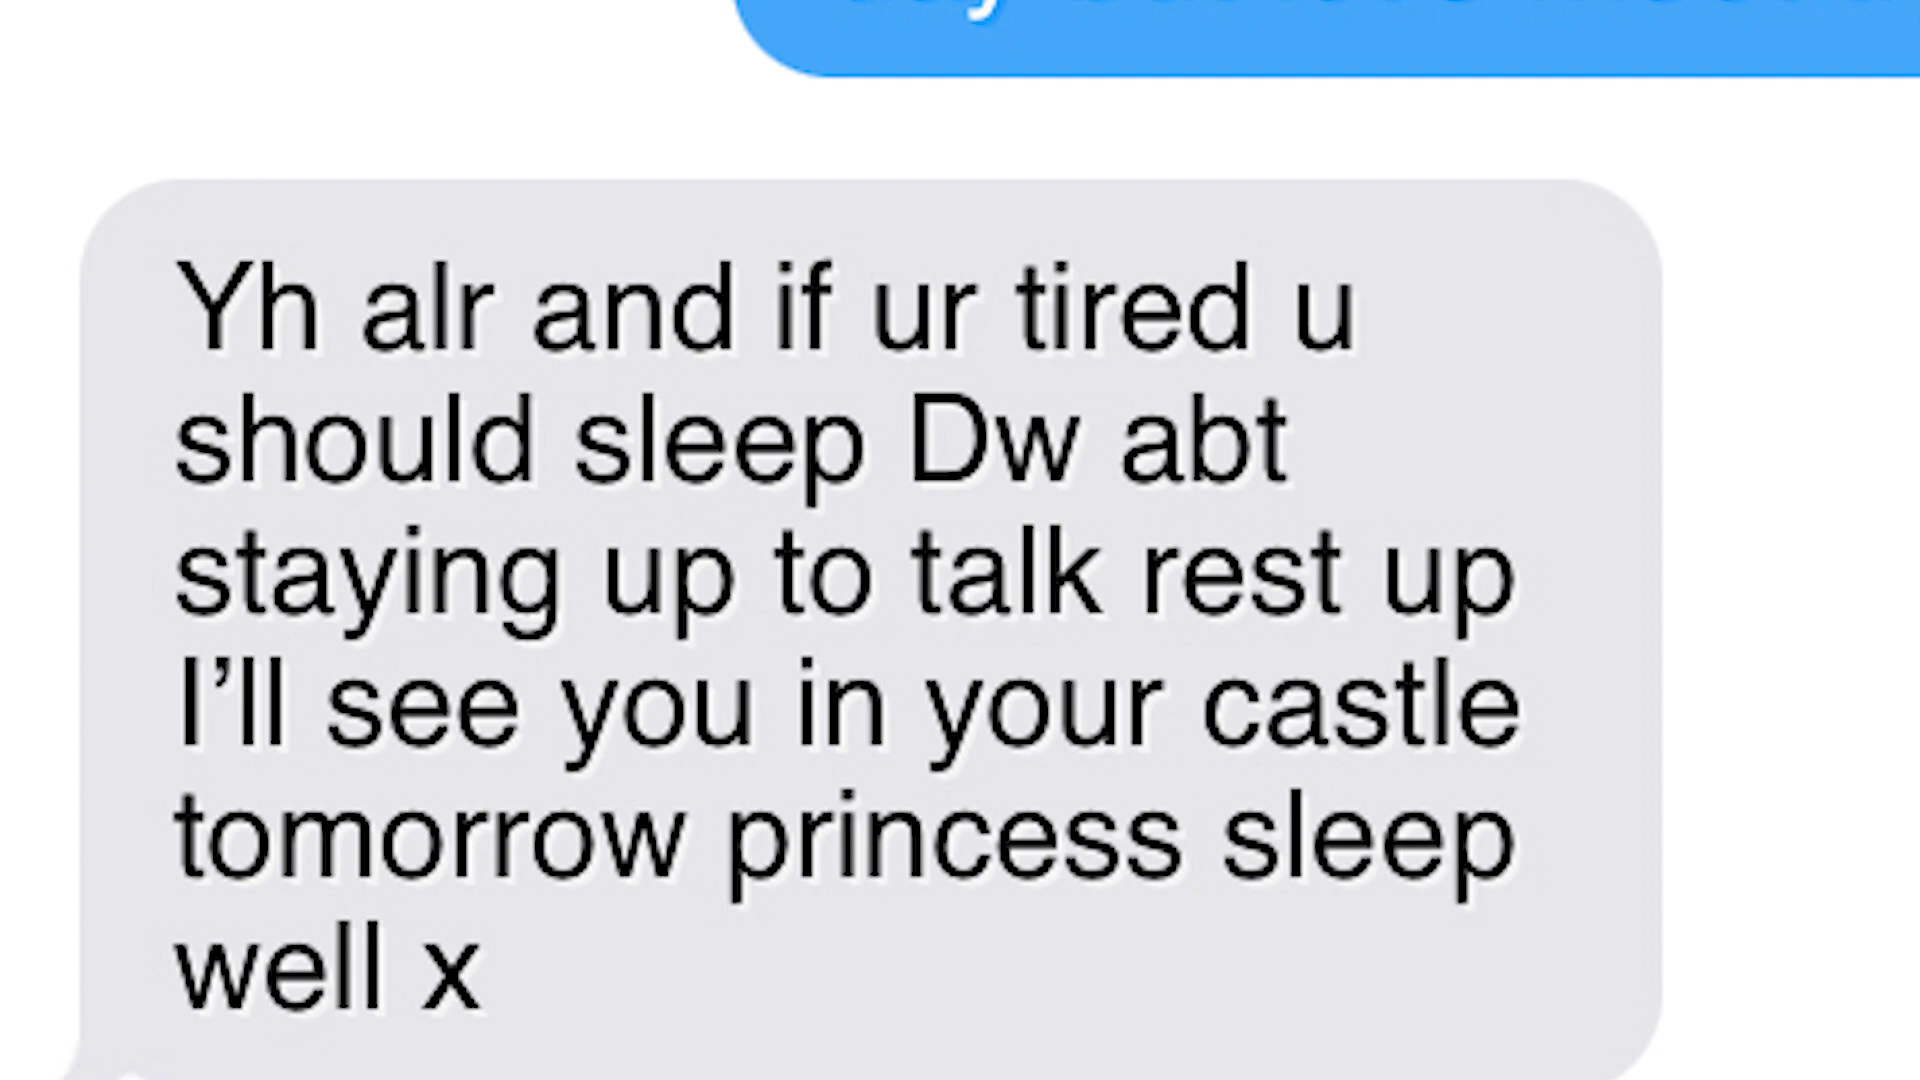 Yh alr and if ur tired u
should sleep Dw abt
staying up to talk rest up
I’ll see you in your castle
tomorrow princess sleep
well x